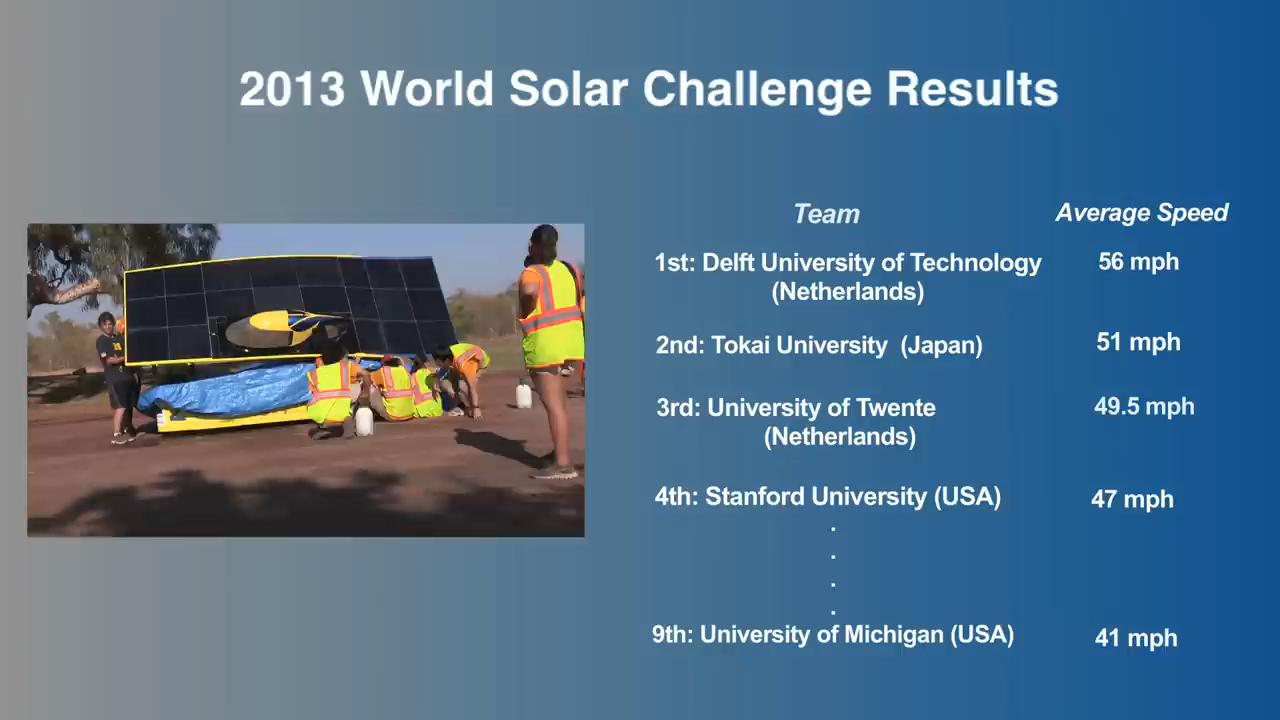 2013 World Solar Challenge Results
Team Average Speed
1st: Delft University of Technology 56 mph
(Netherlands)
2nd: Tokai University (Japan) 51 mph
3rd: University of Twente 49.5 mph
(Netherlands)
4th: Stanford University (USA) 47 mph
.
.
.
.
9th: University of Michigan (USA) 41 mph